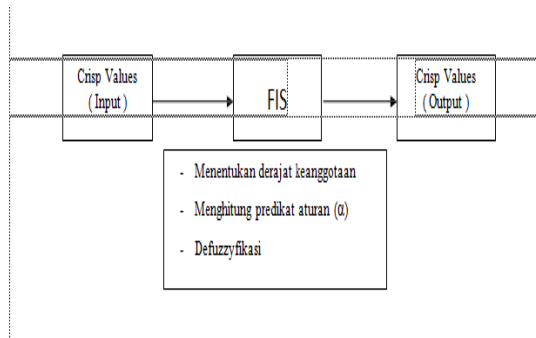 Crisp Values
( Input )
FIS
Crisp Values
( Output )
- Menentukan derajat keanggotaan
- Menghitung predikat aturan (α)
- Defuzzyfikasi